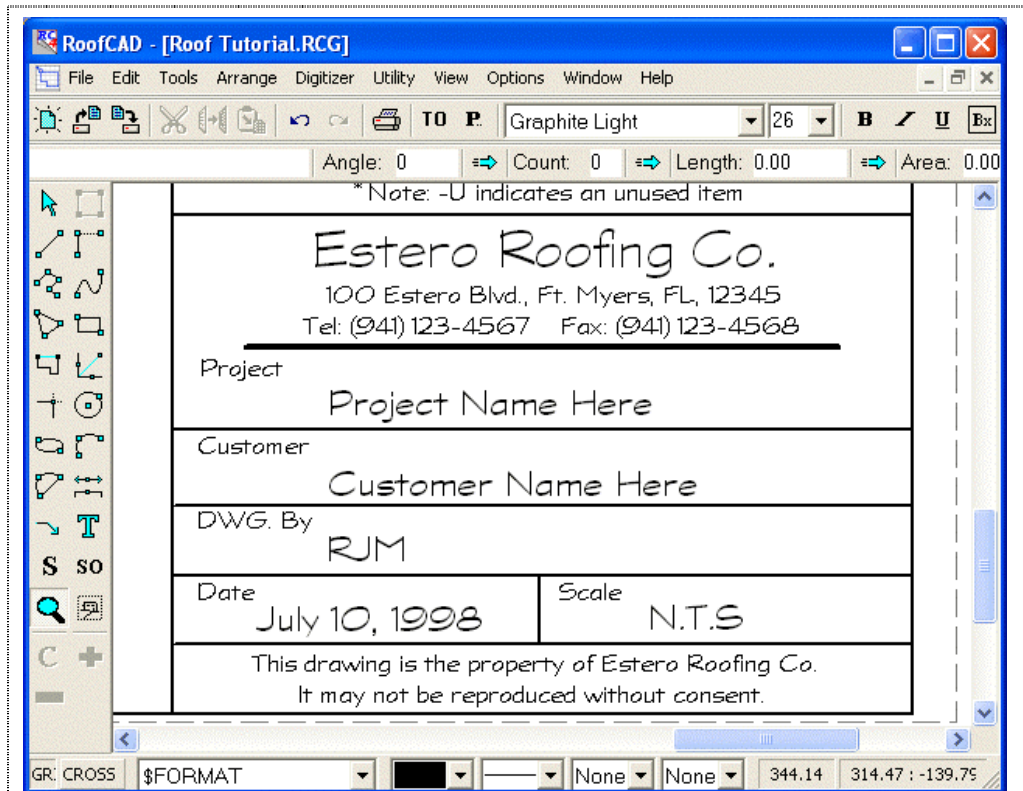 RoofCAD - [Roof Tutorial.RCG]
File Edit Tools Arrange Digitizer Utility View Options Window Help
TO P. Graphite Light 26 B I U Bx
Angle: 0 Count: 0 Length: 0.00 Area: 0.00
*Note: -U indicates an unused item
Estero Roofing Co.
100 Estero Blvd., Ft. Myers, FL, 12345
Tel: (941) 123-4567 Fax: (941) 123-4568
Project
Project Name Here
Customer
Customer Name Here
DWG. By
RJM
T
S SO
Date Scale
July 10, 1998 N.T.S
C
This drawing is the property of Estero Roofing Co.
It may not be reproduced without consent.
GR: CROSS $FORMAT None None 344.14 314.47 : -139.79